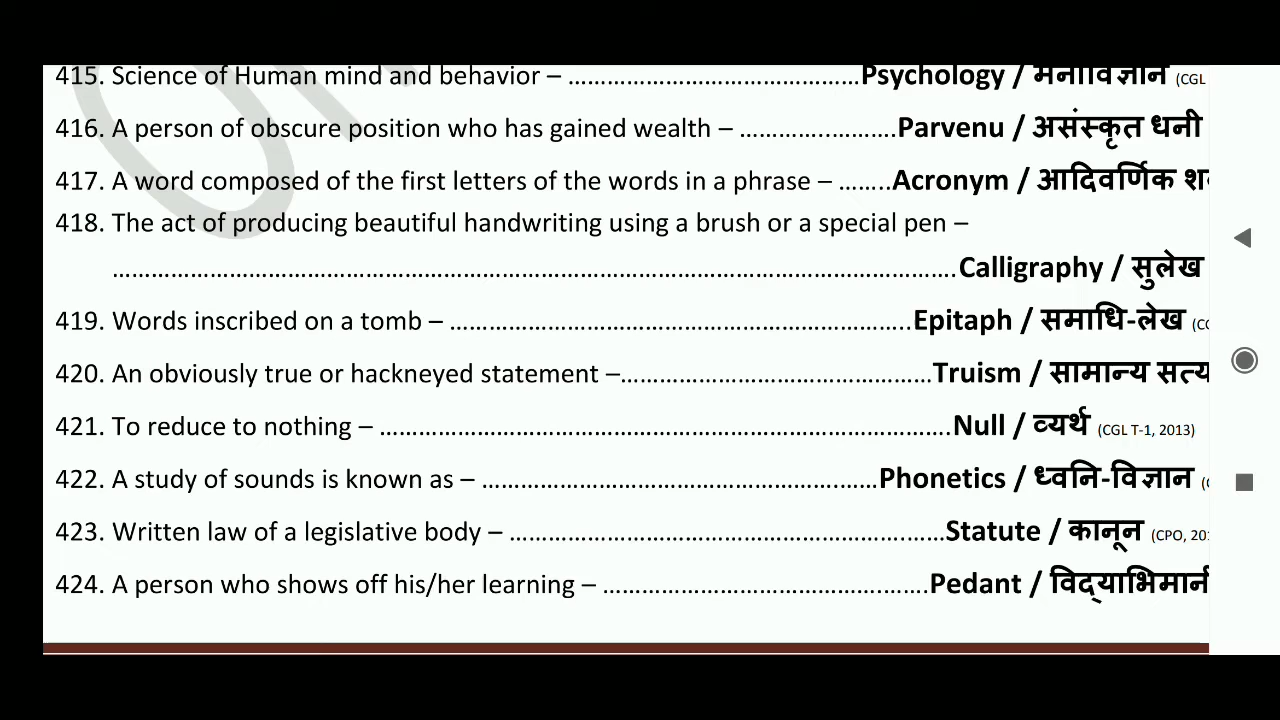 415. Science of Human mind and behavior – ……………………………………………Psychology / मनोविज्ञान (CGL
416. A person of obscure position who has gained wealth – ……………………Parvenu / असंस्कृत धनी
417. A word composed of the first letters of the words in a phrase – ……..Acronym / आदिवर्णिक
418. The act of producing beautiful handwriting using a brush or a special pen –
………………………………………………………………………………………………………………………………….Calligraphy / सुलेख
419. Words inscribed on a tomb – ………………………………………………………………………..Epitaph / समाधि-लेख
420. An obviously true or hackneyed statement –……………………………………………….Truism / सामान्य सत्य
421. To reduce to nothing – …………………………………………………………………………………………..Null / व्यर्थ (CGL T-1, 2013)
422. A study of sounds is known as – …………………………………………………………….Phonetics / ध्वनि-विज्ञान
423. Written law of a legislative body – …………………………………………………………………..Statute / कानून (CPO,
424. A person who shows off his/her learning – ………………………………………………….Pedant / विद्याभिमानी